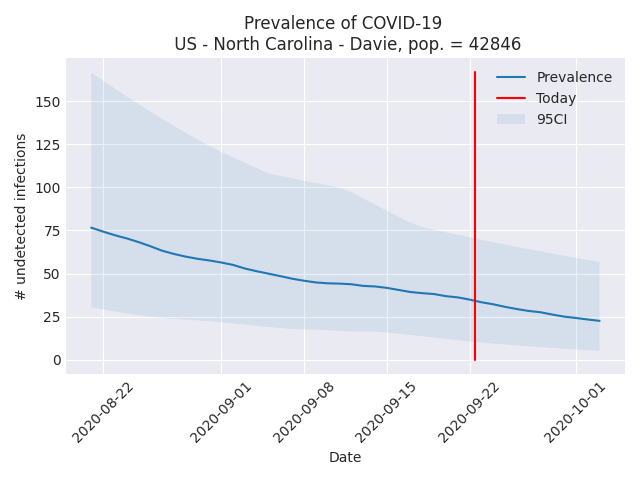 Prevalence of COVID-19
US - North Carolina - Davie, pop. = 42846
Prevalence
Today
95CI
# undetected infections
150
125
100
75
50
25
0
2020-08-22
2020-09-01
2020-09-08
2020-09-15
2020-09-22
2020-10-01
Date